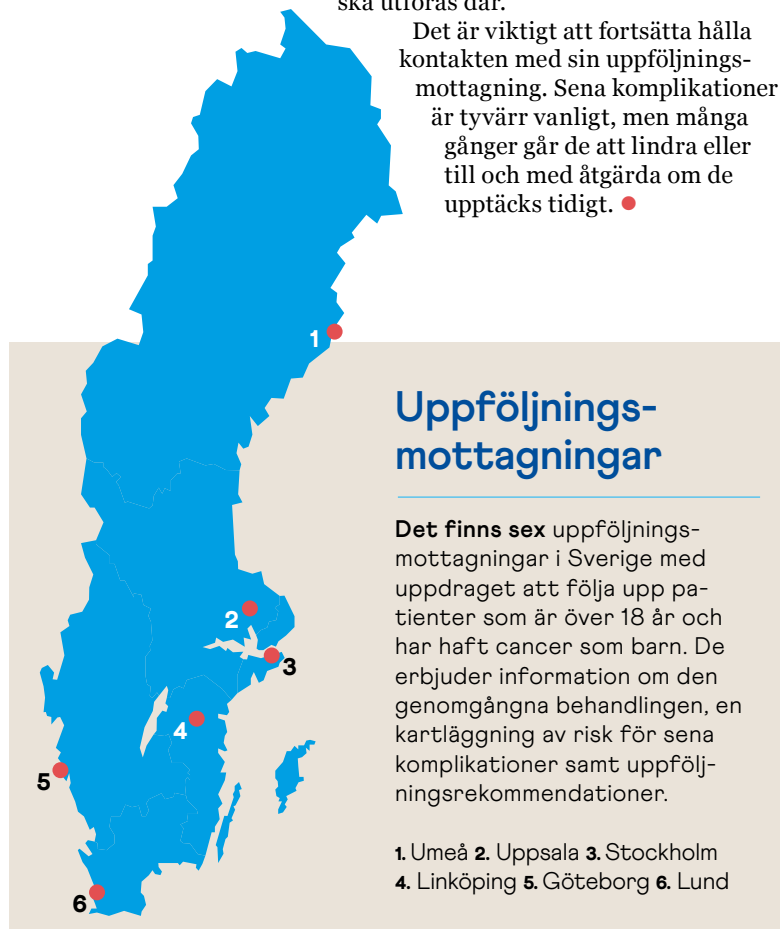 ska utföras där.
Det är viktigt att fortsätta hålla
kontakten med sin uppföljnings-
mottagning. Sena komplikationer
är tyvärr vanligt, men många
gånger går de att lindra eller
till och med åtgärda om de
upptäcks tidigt.
1
2
3
4
5
6
Uppföljnings-
mottagningar
Det finns sex uppföljnings-
mottagningar i Sverige med
uppdraget att följa upp pa-
tienter som är över 18 år och
har haft cancer som barn. De
erbjuder information om den
genomgångna behandlingen, en
kartläggning av risk för sena
komplikationer samt uppfölj-
ningsrekommendationer.
1. Umeå 2. Uppsala 3. Stockholm
4. Linköping 5. Göteborg 6. Lund